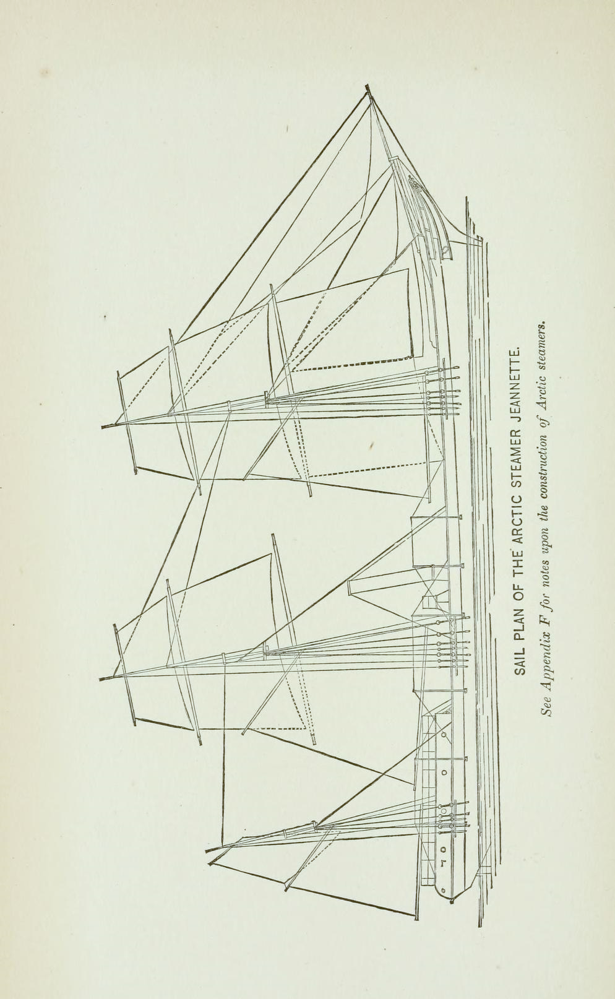 SAIL PLAN OF THE ARCTIC STEAMER JEANNETTE.
See Appendix F for notes upon the construction of Arctic steamers.